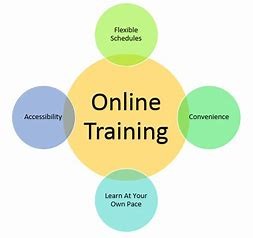 Flexible
Schedules
Accessibility
Online
Training
Convenience
Learn At Your
Own Pace